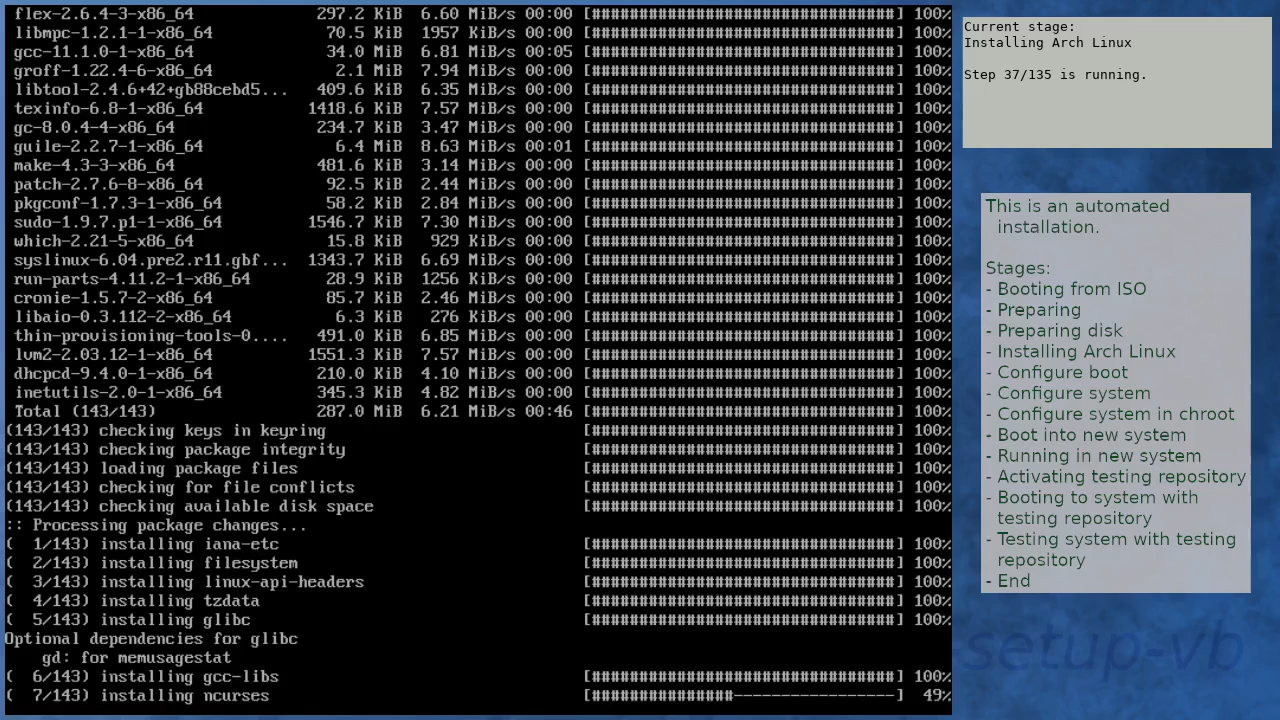 flex-2.6.4-3-x86_64 297.2 KiB 6.60 MiB/s 00:00 [################################] 100%
libmpc-1.2.1-1-x86_64 70.5 KiB 1957 KiB/s 00:00 [################################] 100%
gcc-11.1.0-1-x86_64 34.0 MiB 6.81 MiB/s 00:05 [################################] 100%
groff-1.22.4-6-x86_64 2.1 MiB 7.94 MiB/s 00:00 [################################] 100%
libtool-2.4.6+42+gb88cebd5... 409.6 KiB 6.35 MiB/s 00:00 [################################] 100%
texinfo-6.8-1-x86_64 1418.6 KiB 7.57 MiB/s 00:00 [################################] 100%
gc-8.0.4-4-x86_64 234.7 KiB 3.47 MiB/s 00:00 [################################] 100%
guile-2.2.7-1-x86_64 6.4 MiB 8.63 MiB/s 00:01 [################################] 100%
make-4.3-3-x86_64 481.6 KiB 3.14 MiB/s 00:00 [################################] 100%
patch-2.7.6-8-x86_64 92.5 KiB 2.44 MiB/s 00:00 [################################] 100%
pkgconf-1.7.3-1-x86_64 58.2 KiB 2.84 MiB/s 00:00 [################################] 100%
sudo-1.9.7.p1-1-x86_64 1546.7 KiB 7.30 MiB/s 00:00 [################################] 100%
which-2.21-5-x86_64 15.8 KiB 929 KiB/s 00:00 [################################] 100%
syslinux-6.04.pre2.r11.gbf... 1343.7 KiB 6.69 MiB/s 00:00 [################################] 100%
run-parts-4.11.2-1-x86_64 28.9 KiB 1256 KiB/s 00:00 [################################] 100%
cronie-1.5.7-2-x86_64 85.7 KiB 2.46 MiB/s 00:00 [################################] 100%
libaio-0.3.112-2-x86_64 6.3 KiB 276 KiB/s 00:00 [################################] 100%
thin-provisioning-tools-0.... 491.0 KiB 6.85 MiB/s 00:00 [################################] 100%
lvm2-2.03.12-1-x86_64 1551.3 KiB 7.57 MiB/s 00:00 [################################] 100%
dhcpcd-9.4.0-1-x86_64 210.0 KiB 4.10 MiB/s 00:00 [################################] 100%
inetutils-2.0-1-x86_64 345.3 KiB 4.82 MiB/s 00:00 [################################] 100%
Total (143/143) 287.0 MiB 6.21 MiB/s 00:46 [################################] 100%
(143/143) checking keys in keyring [################################] 100%
(143/143) checking package integrity [################################] 100%
(143/143) loading package files [################################] 100%
(143/143) checking for file conflicts [################################] 100%
(143/143) checking available disk space [################################] 100%
:: Processing package changes...
( 1/143) installing iana-etc [################################] 100%
( 2/143) installing filesystem [################################] 100%
( 3/143) installing linux-api-headers [################################] 100%
( 4/143) installing tzdata [################################] 100%
( 5/143) installing glibc [################################] 100%
Optional dependencies for glibc
gd: for memusagestat
( 6/143) installing gcc-libs [################################] 100%
( 7/143) installing ncurses [###############-----------------] 49%
Current stage:
Installing Arch Linux
Step 37/135 is running.
This is an automated
installation.
Stages:
- Booting from ISO
- Preparing
- Preparing disk
- Installing Arch Linux
- Configure boot
- Configure system
- Configure system in chroot
- Boot into new system
- Running in new system
- Activating testing repository
- Booting to system with
testing repository
- Testing system with testing
repository
- End
-setup-vb